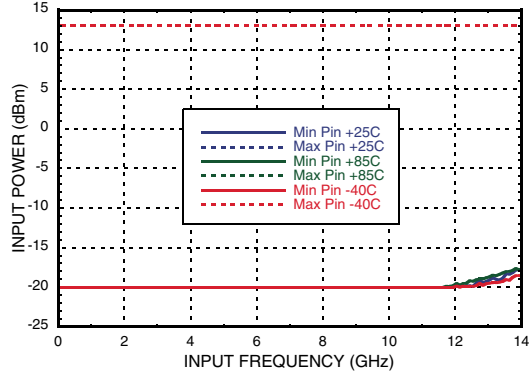 15
10
5
0
-5
-10
-15
-20
-25
INPUT POWER (dBm)
Min Pin +25C
Max Pin +25C
Min Pin +85C
Max Pin +85C
Min Pin -40C
Max Pin -40C
0 2 4 6 8 10 12 14
INPUT FREQUENCY (GHz)